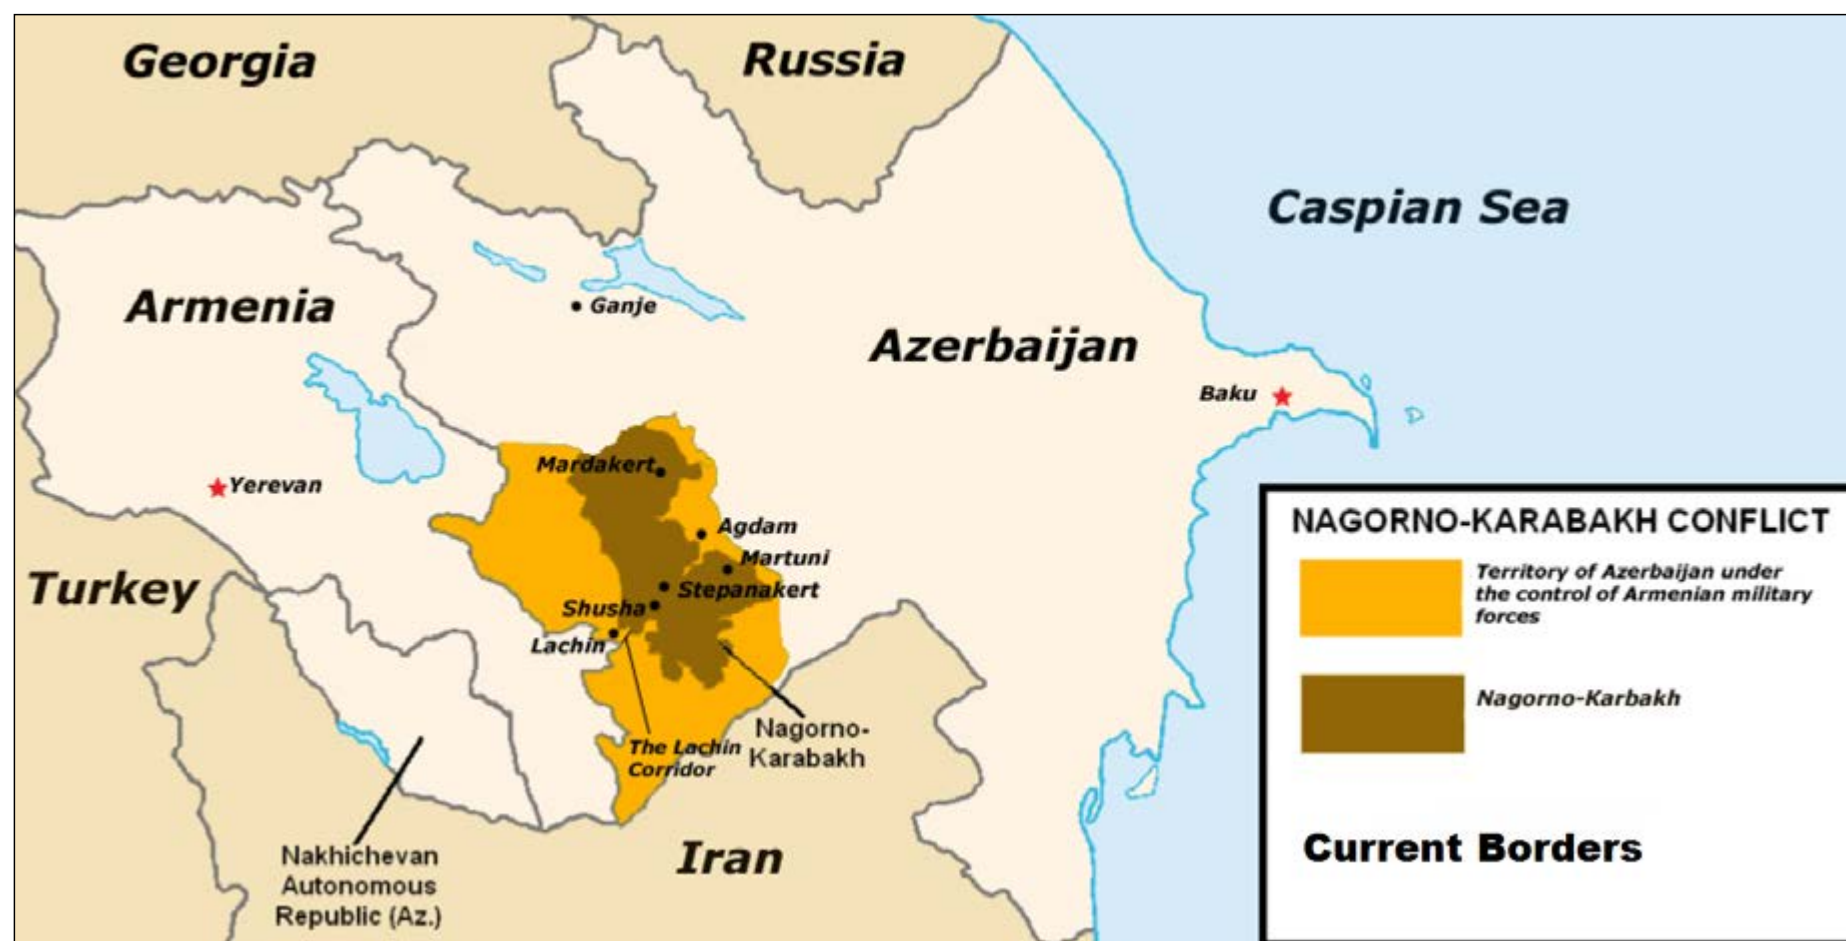 Georgia
Russia
Caspian Sea
Armenia
Ganje
Azerbaijan
Baku
Mardakert
Yerevan
Agdam
Martuni
Turkey
Stepanakert
Shusha
Lachin
The Lachin
Corridor
Nagorno-
Karabakh
Nakhichevan
Autonomous
Republic (Az.)
Iran
NAGORNO-KARABAKH CONFLICT
Territory of Azerbaijan under
the control of Armenian military
forces
Nagorno-Karbakh
Current Borders